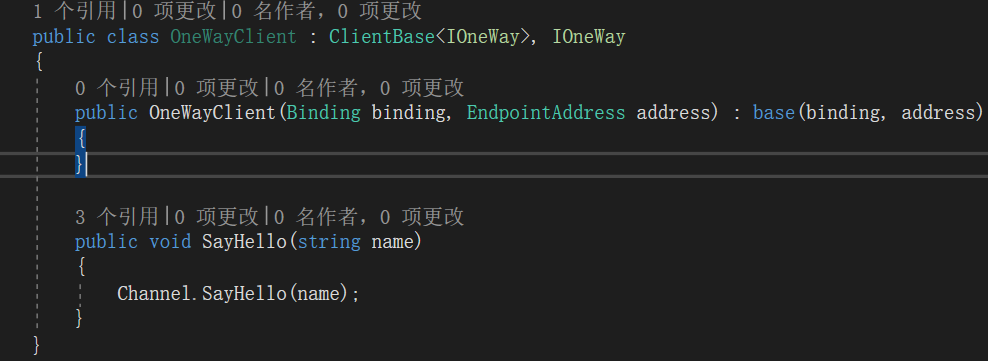 1 个引用|0 项更改|0 名作者，0 项更改
public class OneWayClient : ClientBase<IOneWay>, IOneWay
{
0 个引用|0 项更改|0 名作者，0 项更改
public OneWayClient(Binding binding, EndpointAddress address) : base(binding, address)
{
}
3 个引用|0 项更改|0 名作者，0 项更改
public void SayHello(string name)
{
Channel.SayHello(name);
}
}